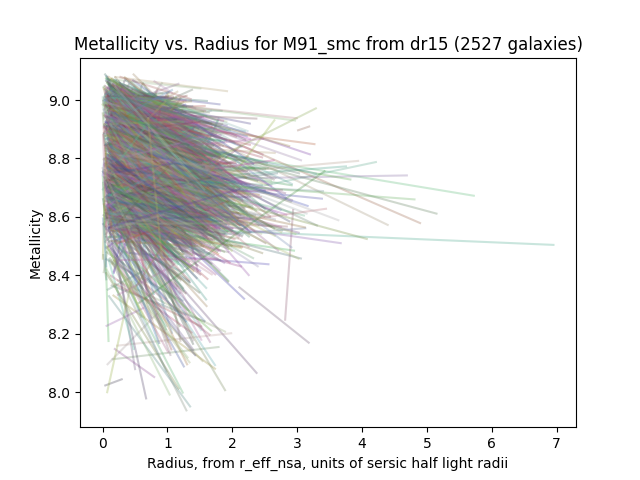 Metallicity vs. Radius for M91_smc from dr15 (2527 galaxies)
9.0
8.8
8.6
8.4
8.2
8.0
Metallicity
0 1 2 3 4 5 6 7
Radius, from r_eff_nsa, units of sersic half light radii